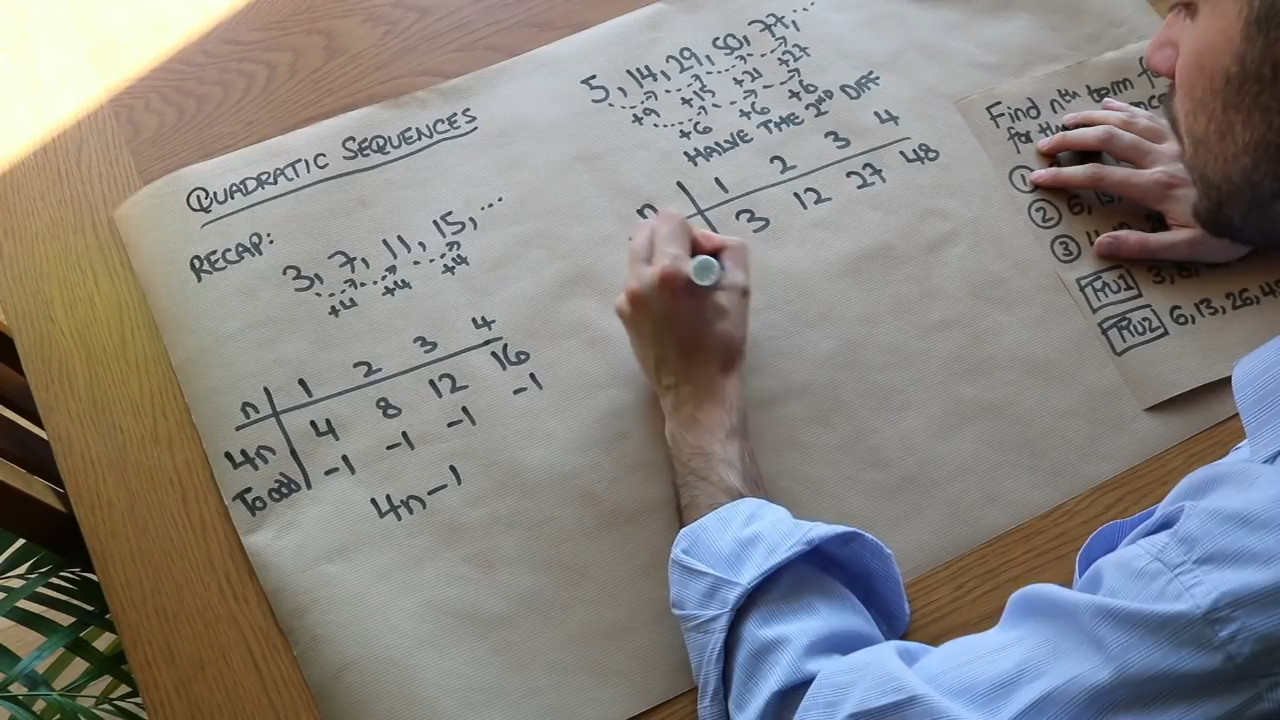 QUADRATIC SEQUENCES
RECAP:
3, 7, 11, 15, ...
+4 +4 +4
n 1 2 3 4
4n 4 8 12 16
To add -1 -1 -1 -1
4n-1
5, 14, 29, 50, 77, ...
+9 +15 +21 +27
+6 +6 +6
HALVE THE 2ND DIFF
n 1 2 3 4
3 12 27 48
Find nth term
for
①
② 6,
③
TRY1 3,
TRY2 6, 13, 26,